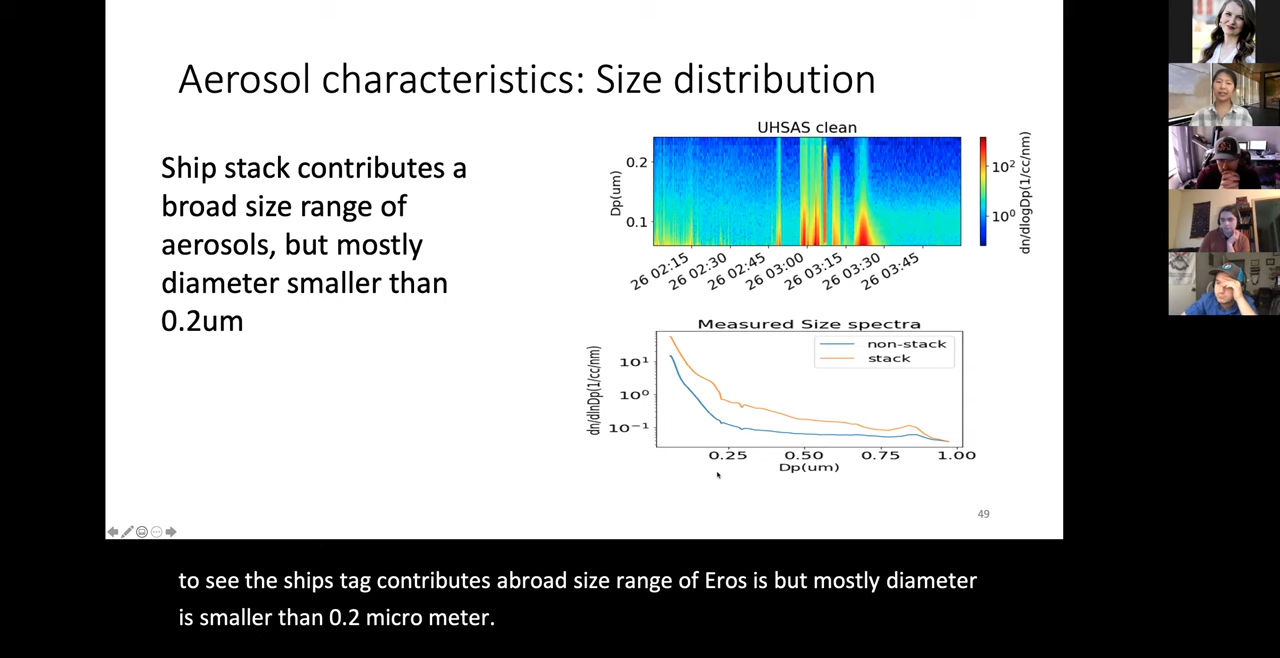 Aerosol characteristics: Size distribution
Ship stack contributes a
broad size range of
aerosols, but mostly
diameter smaller than
0.2um
UHSAS clean
Dp(um)
0.2
0.1
26 02:15
26 02:30
26 02:45
26 03:00
26 03:15
26 03:30
26 03:45
10²
10⁰
dn/dlogDp(1/cc/nm)
Measured Size spectra
dn/dlnDp(1/cc/nm)
10¹
10⁰
10⁻¹
non-stack
stack
0.25 0.50 0.75 1.00
Dp(um)
49
to see the ships tag contributes abroad size range of Eros is but mostly diameter
is smaller than 0.2 micro meter.